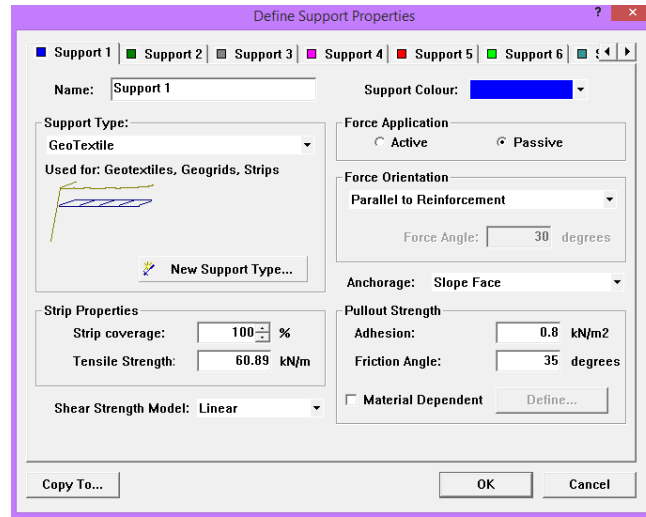 Define Support Properties ? ×
Support 1 Support 2 Support 3 Support 4 Support 5 Support 6
Name: Support 1
Support Colour:
Support Type:
GeoTextile
Used for: Geotextiles, Geogrids, Strips
New Support Type...
Force Application
Active Passive
Force Orientation
Parallel to Reinforcement
Force Angle: 30 degrees
Anchorage: Slope Face
Strip Properties
Strip coverage: 100 %
Tensile Strength: 60.89 kN/m
Shear Strength Model: Linear
Pullout Strength
Adhesion: 0.8 kN/m2
Friction Angle: 35 degrees
Material Dependent Define...
Copy To... OK Cancel